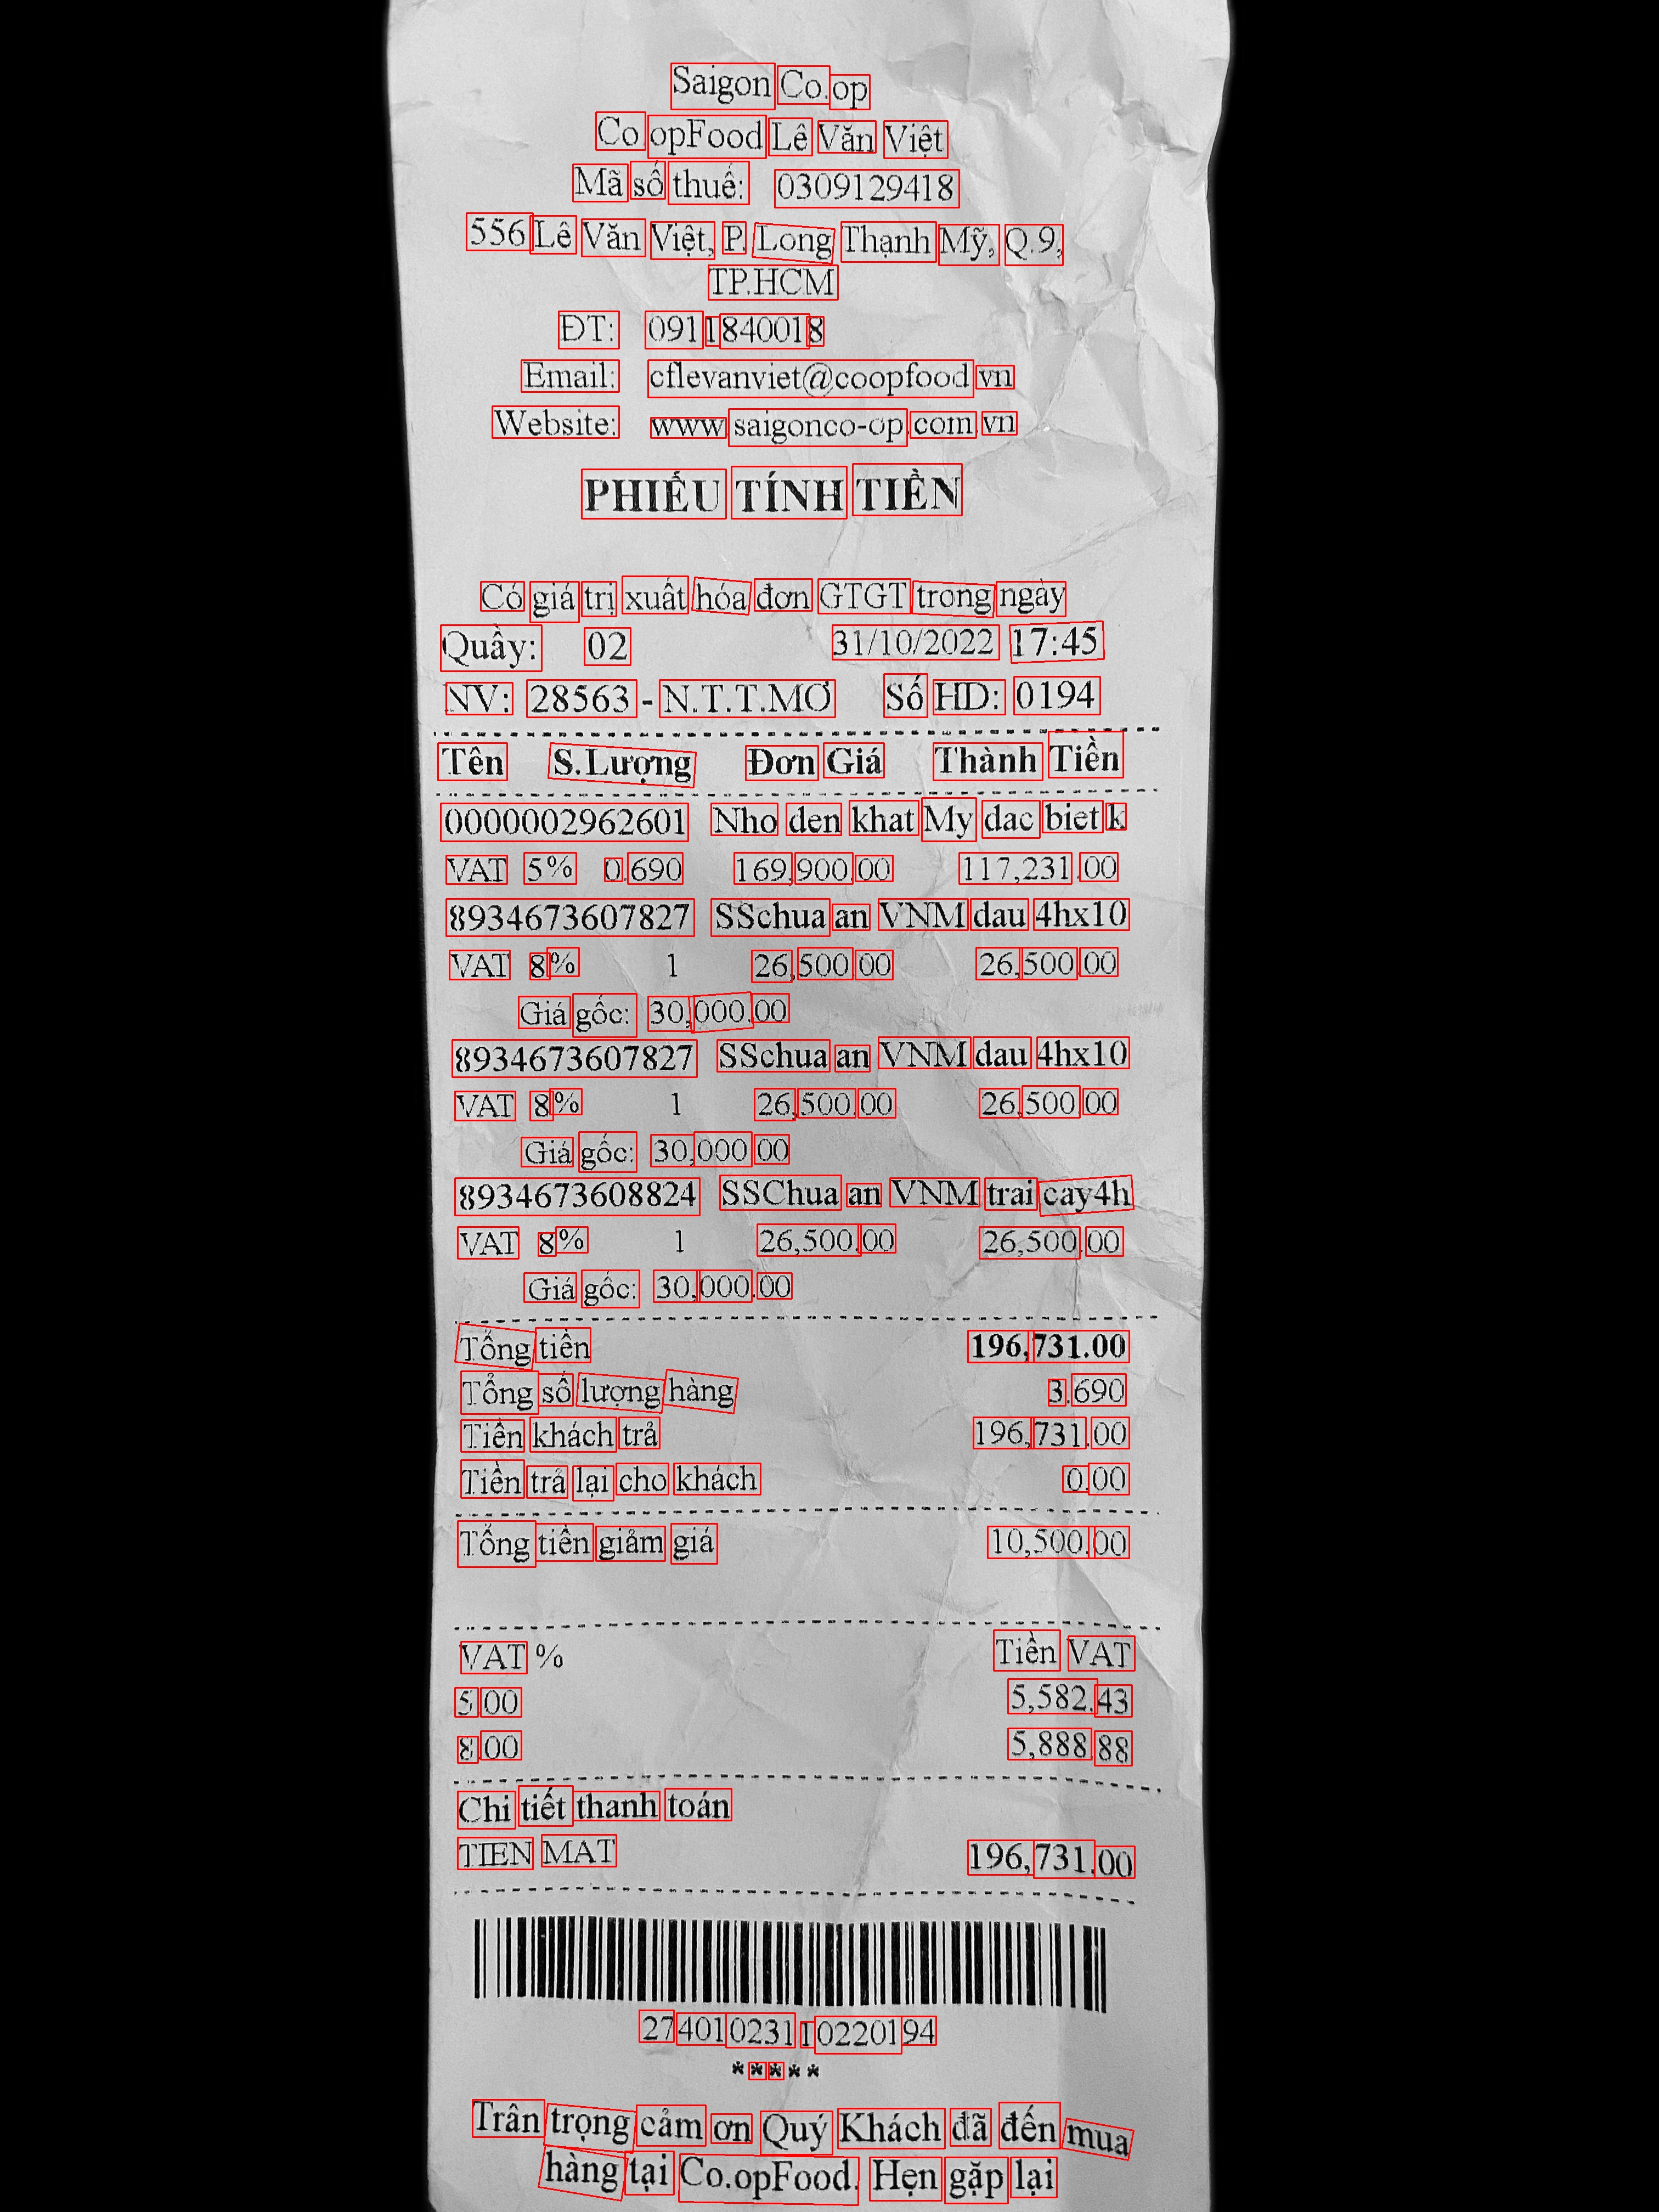 Saigon Co.op
Co.opFood Lê Văn Việt
Mã số thuế: 0309129418
556 Lê Văn Việt, P. Long Thạnh Mỹ, Q.9,
TP.HCM
ĐT: 0911840018
Email: cflevanviet@coopfood.vn
Website: www.saigonco-op.com.vn
PHIẾU TÍNH TIỀN
Có giá trị xuất hóa đơn GTGT trong ngày
Quầy: 02 31/10/2022 17:45
NV: 28563 - N.T.T.MƠ Số HD: 0194
Tên S.Lượng Đơn Giá Thành Tiền
0000002962601 Nho den khat My dac biet k
VAT 5% 0.690 169,900.00 117,231.00
8934673607827 SSchua an VNM dau 4hx10
VAT 8% 1 26,500.00 26,500.00
Giá gốc: 30,000.00
8934673607827 SSchua an VNM dau 4hx10
VAT 8% 1 26,500.00 26,500.00
Giá gốc: 30,000.00
8934673608824 SSChua an VNM trai cay4h
VAT 8% 1 26,500.00 26,500.00
Giá gốc: 30,000.00
Tổng tiền 196,731.00
Tổng số lượng hàng 3.690
Tiền khách trả 196,731.00
Tiền trả lại cho khách 0.00
Tổng tiền giảm giá 10,500.00
VAT % Tiền VAT
5.00 5,582.43
8.00 5,888.88
Chi tiết thanh toán
TIEN MAT 196,731.00
27401023110220194
*****
Trân trọng cảm ơn Quý Khách đã đến mua
hàng tại Co.opFood. Hẹn gặp lại